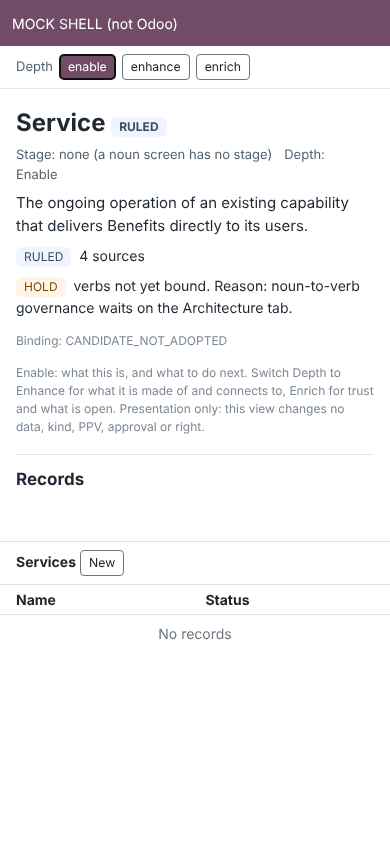 MOCK SHELL (not Odoo)
Depth enable enhance enrich
Service RULED
Stage: none (a noun screen has no stage) Depth:
Enable
The ongoing operation of an existing capability
that delivers Benefits directly to its users.
RULED 4 sources
HOLD verbs not yet bound. Reason: noun-to-verb
governance waits on the Architecture tab.
Binding: CANDIDATE_NOT_ADOPTED
Enable: what this is, and what to do next. Switch Depth to
Enhance for what it is made of and connects to, Enrich for trust
and what is open. Presentation only: this view changes no
data, kind, PPV, approval or right.
Records
Services New
Name Status
No records